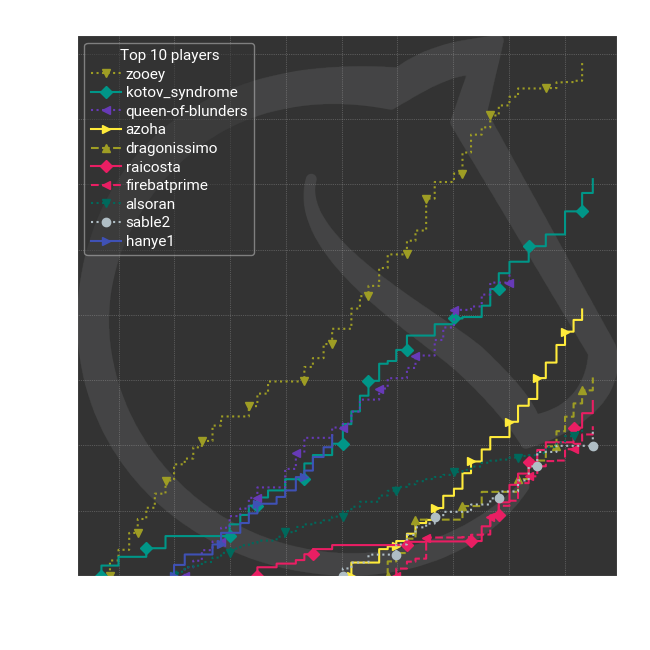 Top 10 players
zooey
kotov_syndrome
queen-of-blunders
azoha
dragonissimo
raicosta
firebatprime
alsoran
sable2
hanye1